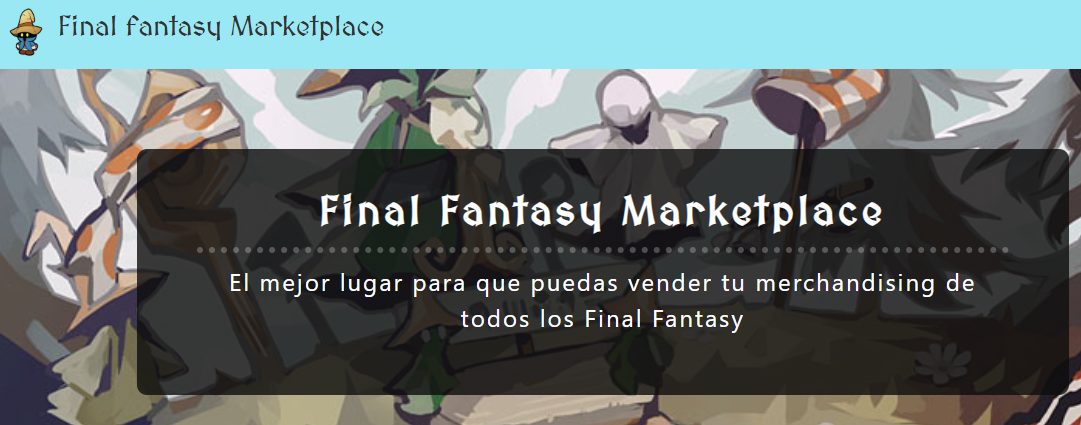 Final Fantasy Marketplace
Final Fantasy Marketplace
El mejor lugar para que puedas vender tu merchandising de
todos los Final Fantasy